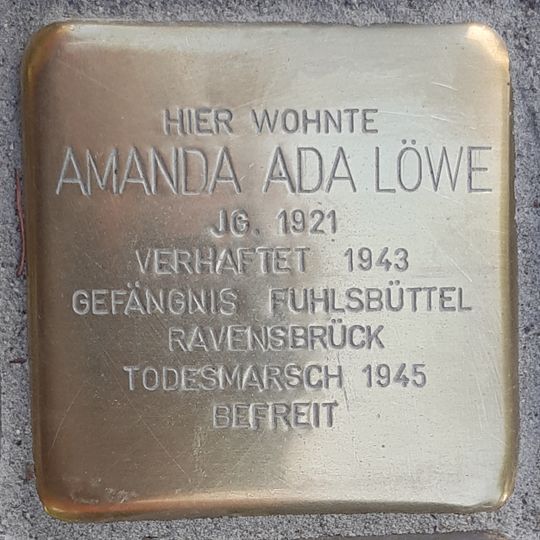 HIER WOHNTE
AMANDA ADA LÖWE
JG. 1921
VERHAFTET 1943
GEFÄNGNIS FUHLSBÜTTEL
RAVENSBRÜCK
TODESMARSCH 1945
BEFREIT